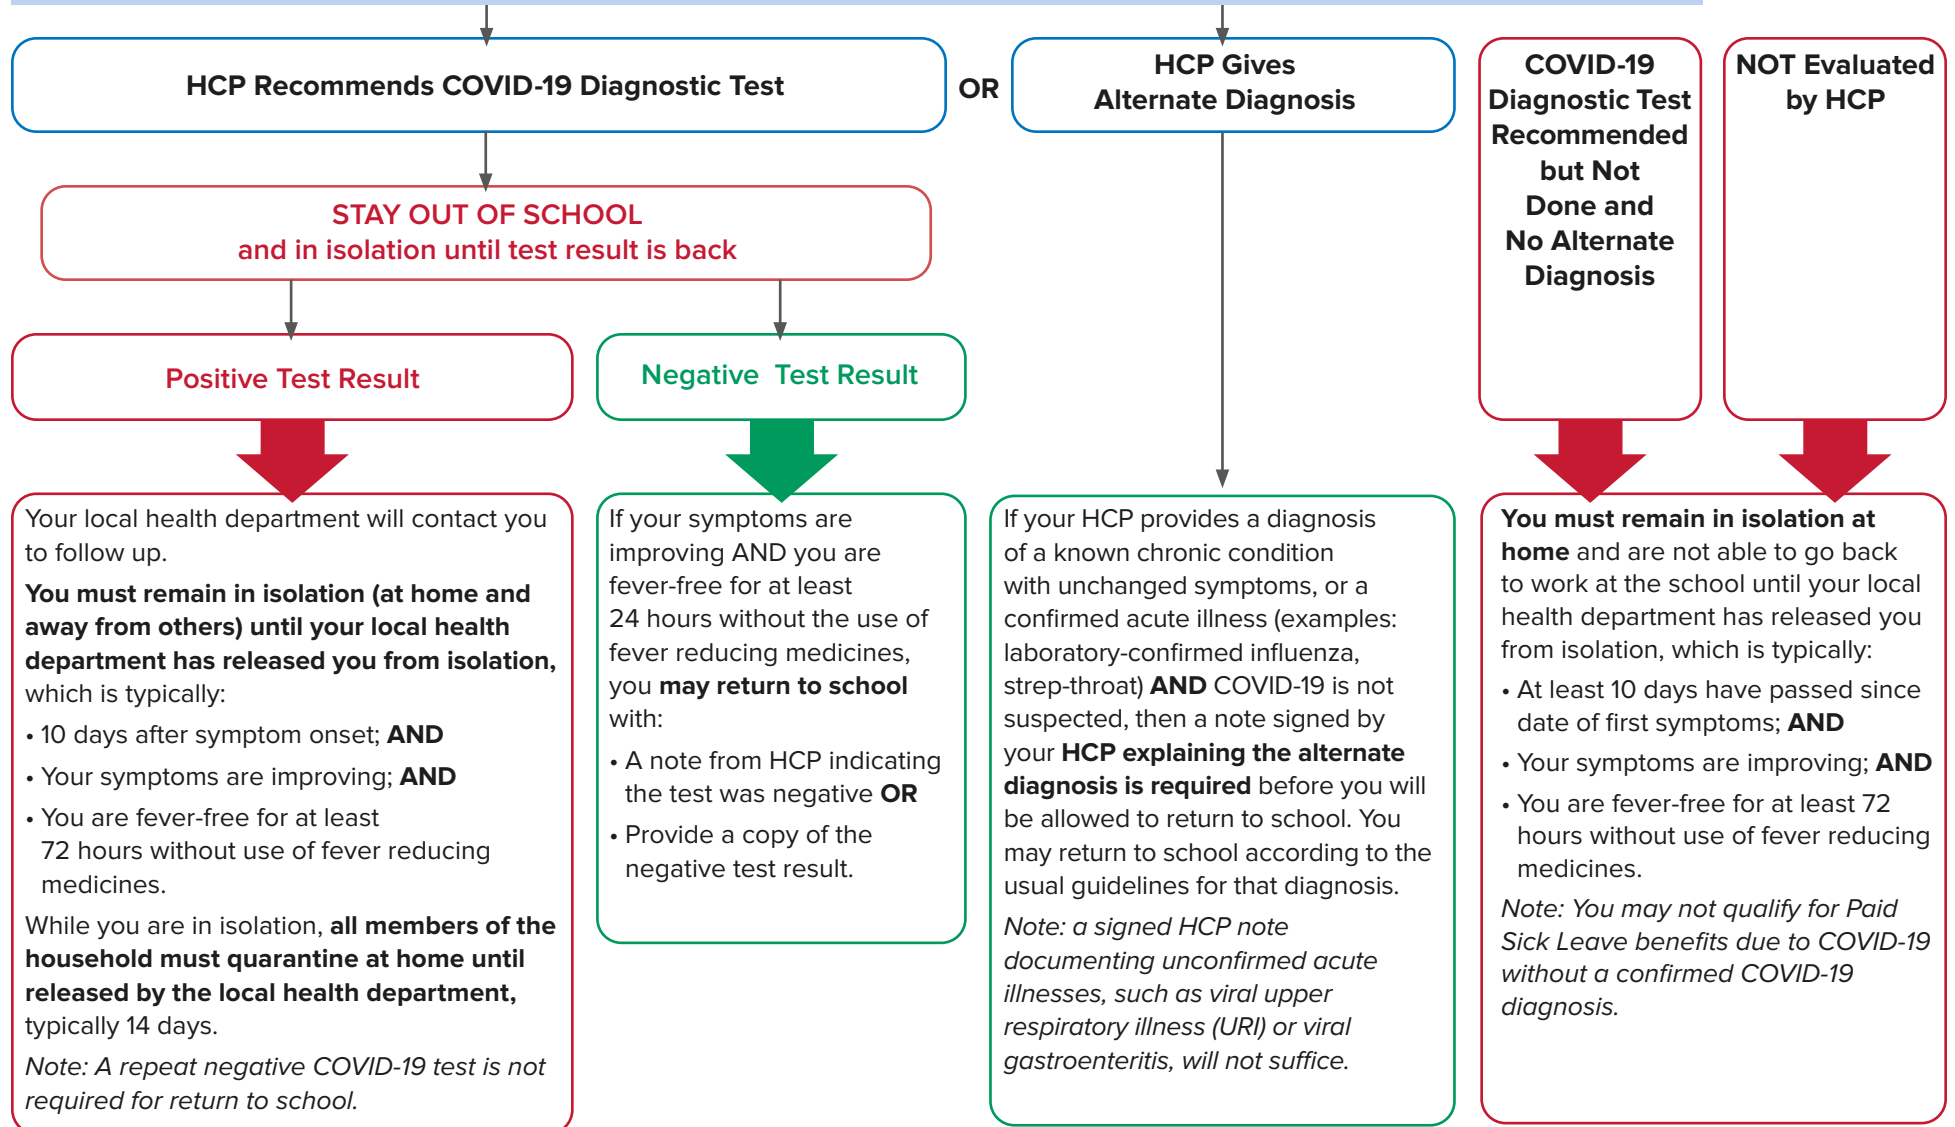 HCP Recommends COVID-19 Diagnostic Test
OR
HCP Gives
Alternate Diagnosis
COVID-19
Diagnostic Test
Recommended
but Not
Done and
No Alternate
Diagnosis
NOT Evaluated
by HCP
STAY OUT OF SCHOOL
and in isolation until test result is back
Positive Test Result
Negative Test Result
Your local health department will contact you
to follow up.
You must remain in isolation (at home and
away from others) until your local health
department has released you from isolation,
which is typically:
• 10 days after symptom onset; AND
• Your symptoms are improving; AND
• You are fever-free for at least
72 hours without use of fever reducing
medicines.
While you are in isolation, all members of the
household must quarantine at home until
released by the local health department,
typically 14 days.
Note: A repeat negative COVID-19 test is not
required for return to school.
If your symptoms are
improving AND you are
fever-free for at least
24 hours without the use of
fever reducing medicines,
you may return to school
with:
• A note from HCP indicating
the test was negative OR
• Provide a copy of the
negative test result.
If your HCP provides a diagnosis
of a known chronic condition
with unchanged symptoms, or a
confirmed acute illness (examples:
laboratory-confirmed influenza,
strep-throat) AND COVID-19 is not
suspected, then a note signed by
your HCP explaining the alternate
diagnosis is required before you will
be allowed to return to school. You
may return to school according to the
usual guidelines for that diagnosis.
Note: a signed HCP note
documenting unconfirmed acute
illnesses, such as viral upper
respiratory illness (URI) or viral
gastroenteritis, will not suffice.
You must remain in isolation at
home and are not able to go back
to work at the school until your local
health department has released you
from isolation, which is typically:
• At least 10 days have passed since
date of first symptoms; AND
• Your symptoms are improving; AND
• You are fever-free for at least 72
hours without use of fever reducing
medicines.
Note: You may not qualify for Paid
Sick Leave benefits due to COVID-19
without a confirmed COVID-19
diagnosis.